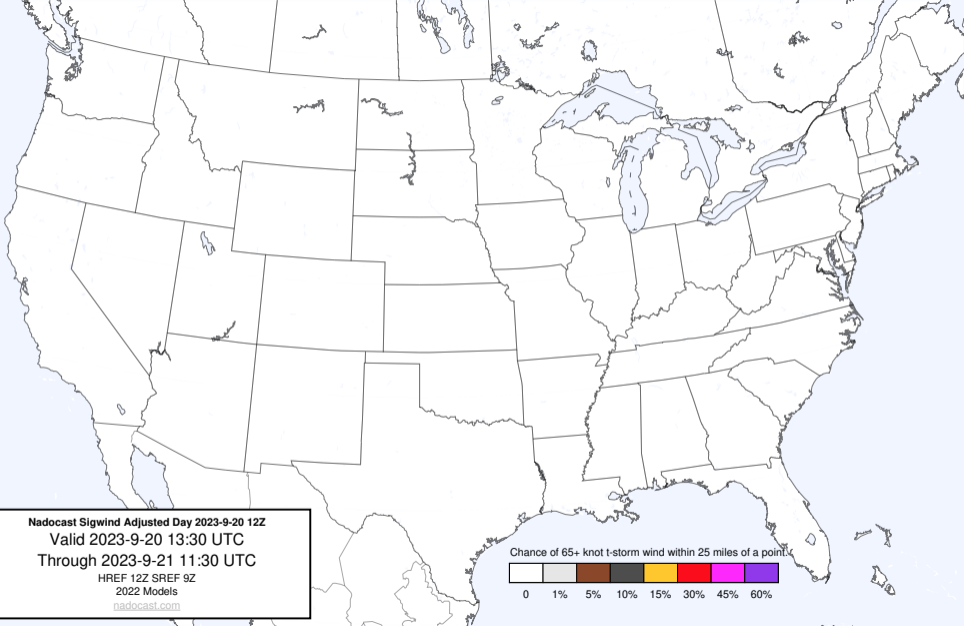 Nadocast Sigwind Adjusted Day 2023-9-20 12Z
Valid 2023-9-20 13:30 UTC
Through 2023-9-21 11:30 UTC
HREF 12Z SREF 9Z
2022 Models
nadocast.com
Chance of 65+ knot t-storm wind within 25 miles of a point.
0 1% 5% 10% 15% 30% 45% 60%